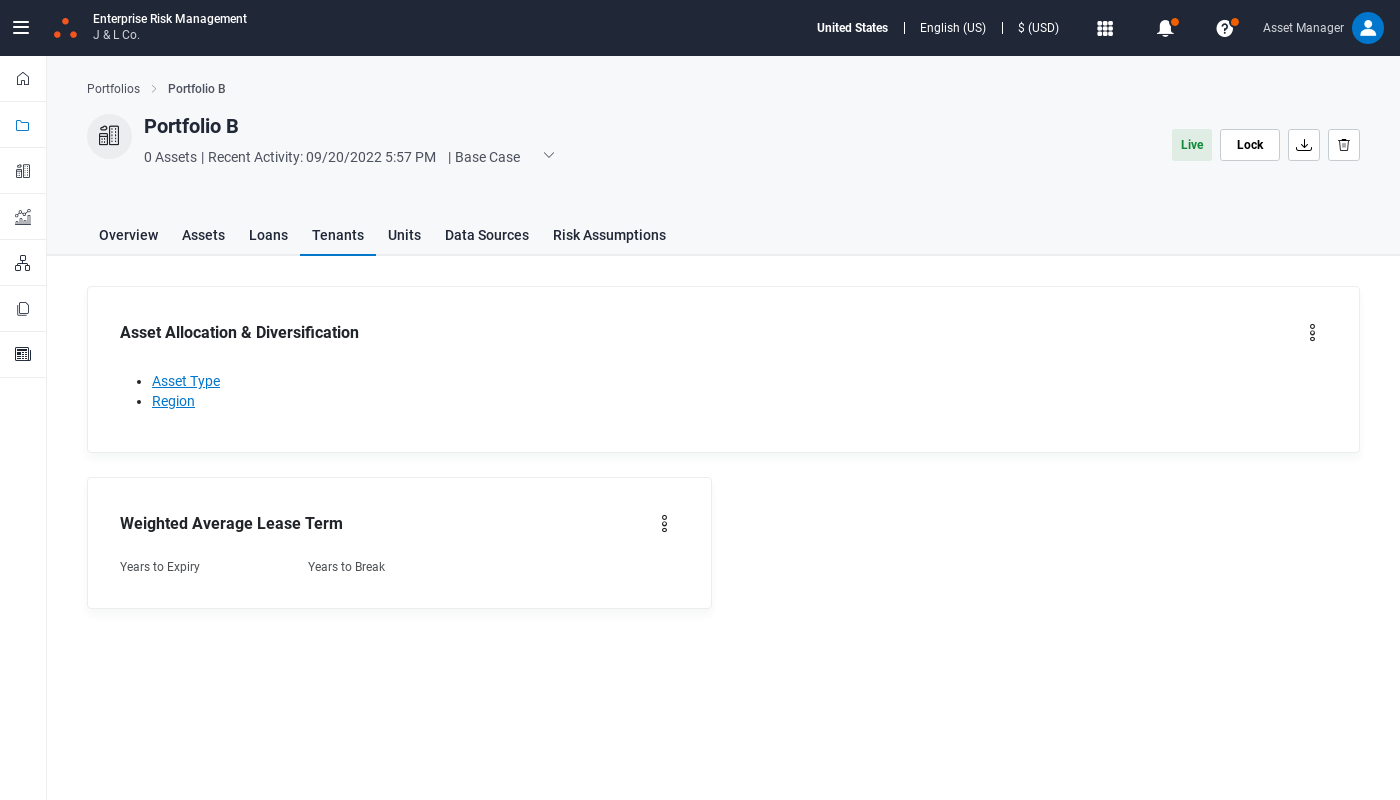 Enterprise Risk Management
J & L Co.
United States | English (US) | $ (USD)
Asset Manager
Portfolios
Portfolio B
Portfolio B
0 Assets | Recent Activity: 09/20/2022 5:57 PM | Base Case
Live
Lock
Overview
Assets
Loans
Tenants
Units
Data Sources
Risk Assumptions
Asset Allocation & Diversification
Asset Type
Region
Weighted Average Lease Term
Years to Expiry
Years to Break